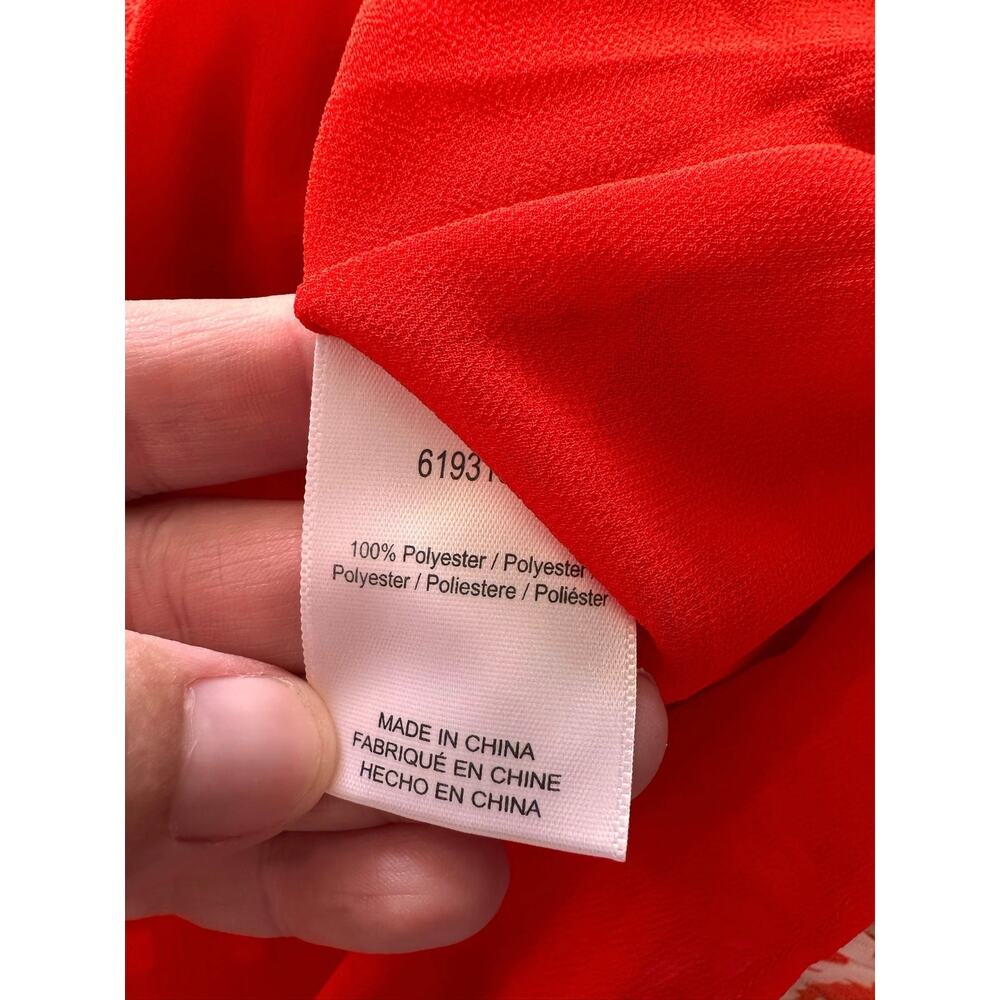 100% Polyester / Polyester
Polyester / Poliestere / Poliéster
MADE IN CHINA
FABRIQUÉ EN CHINE
HECHO EN CHINA